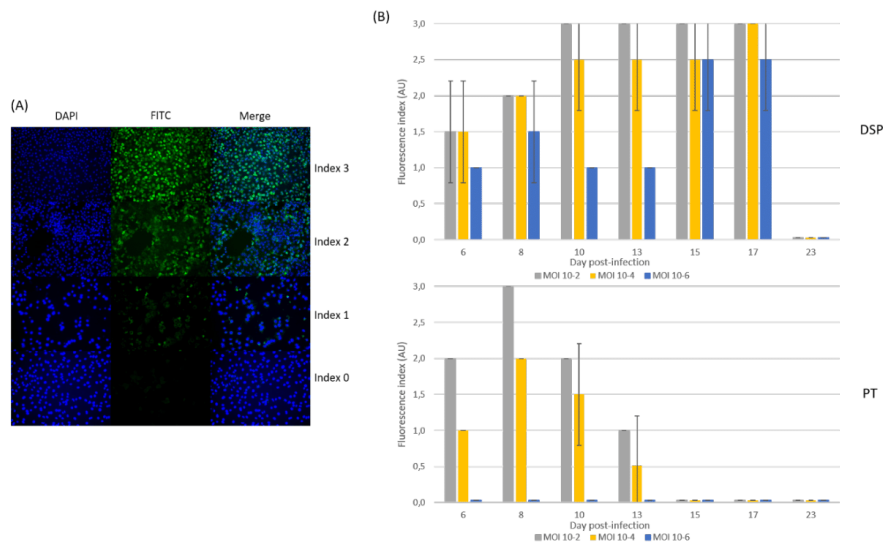 (A)
DAPI FITC Merge
Index 3
Index 2
Index 1
Index 0
(B)
Fluorescence index (AU)
3,0
2,5
2,0
1,5
1,0
0,5
0,0
6 8 10 13 15 17 23
Day post-infection
MOI 10-2 MOI 10-4 MOI 10-6
DSP
Fluorescence index (AU)
3,0
2,5
2,0
1,5
1,0
0,5
0,0
6 8 10 13 15 17 23
Day post-infection
MOI 10-2 MOI 10-4 MOI 10-6
PT